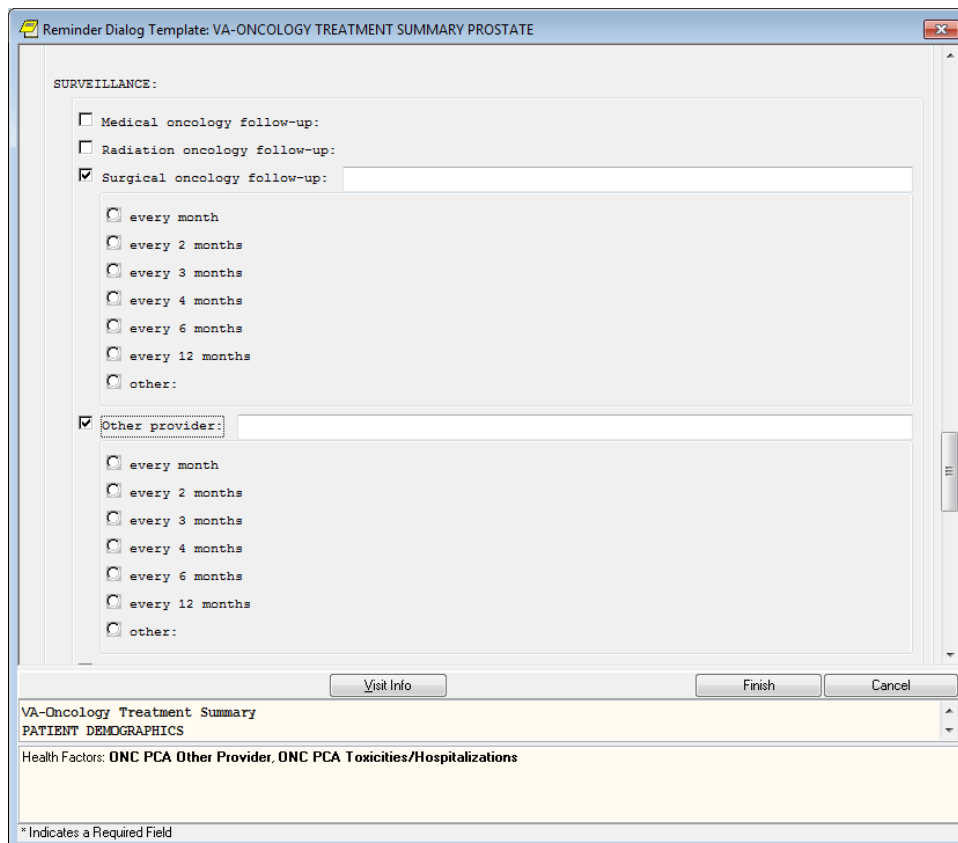 Reminder Dialog Template: VA-ONCOLOGY TREATMENT SUMMARY PROSTATE
SURVEILLANCE:
Medical oncology follow-up:
Radiation oncology follow-up:
Surgical oncology follow-up:
every month
every 2 months
every 3 months
every 4 months
every 6 months
every 12 months
other:
Other provider:
every month
every 2 months
every 3 months
every 4 months
every 6 months
every 12 months
other:
Visit Info Finish Cancel
VA-Oncology Treatment Summary
PATIENT DEMOGRAPHICS
Health Factors: ONC PCA Other Provider, ONC PCA Toxicities/Hospitalizations
* Indicates a Required Field